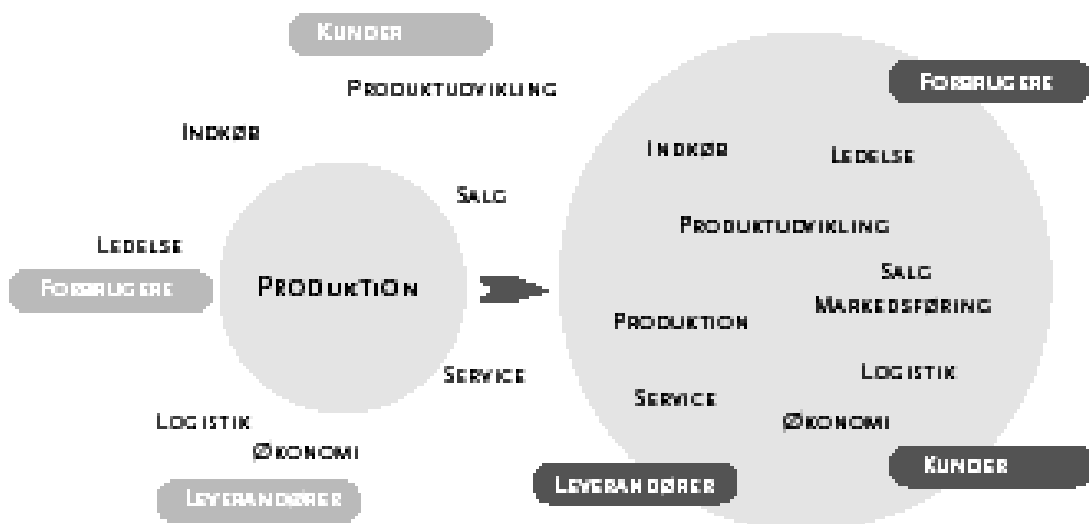 KUNDER
PRODUKTUDVIKLING
INDKØB
SALG
LEDELSE
FORBRUGERE
PRODUKTION
SERVICE
LOGISTIK
ØKONOMI
LEVERANDØRER
FORBRUGERE
INDKØB
LEDELSE
PRODUKTUDVIKLING
SALG
MARKEDSFØRING
PRODUKTION
LOGISTIK
SERVICE
ØKONOMI
KUNDER
LEVERANDØRER